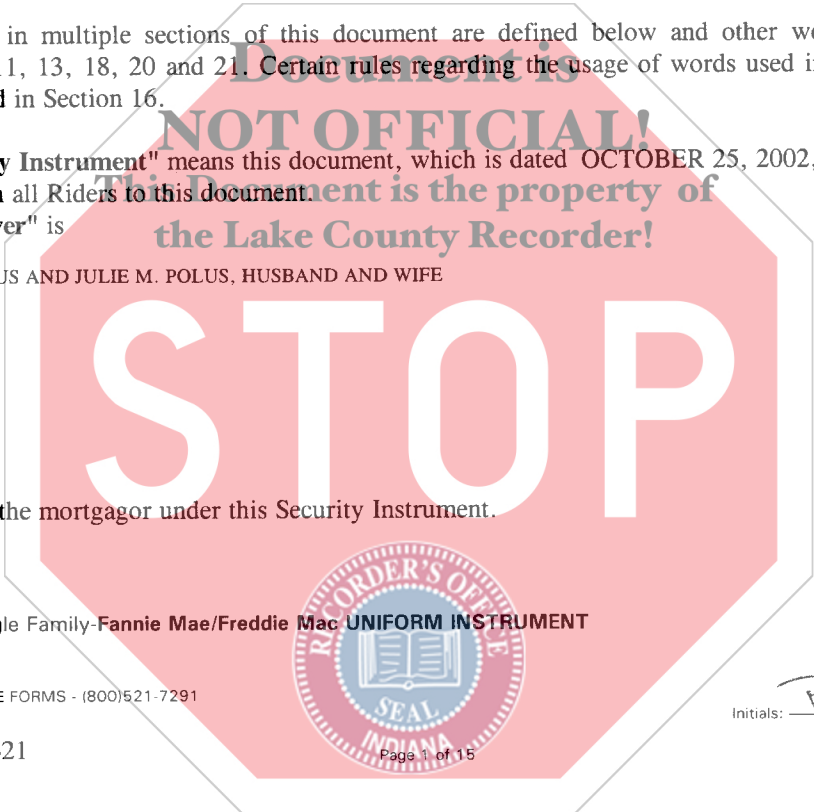 in multiple sections of this document are defined below and other
11, 13, 18, 20 and 21. Certain rules regarding the usage of words used
in Section 16.
Document is
NOT OFFICIAL!
This Document is the property of
the Lake County Recorder!
Instrument" means this document, which is dated OCTOBER 25, 2002,
all Riders to this document.
er" is
US AND JULIE M. POLUS, HUSBAND AND WIFE
STOP
the mortgagor under this Security Instrument.
RECORDER'S OFFICE
SEAL
INDIANA
le Family-Fannie Mae/Freddie Mac UNIFORM INSTRUMENT
E FORMS - (800)521-7291
Initials:
21
Page 1 of 15